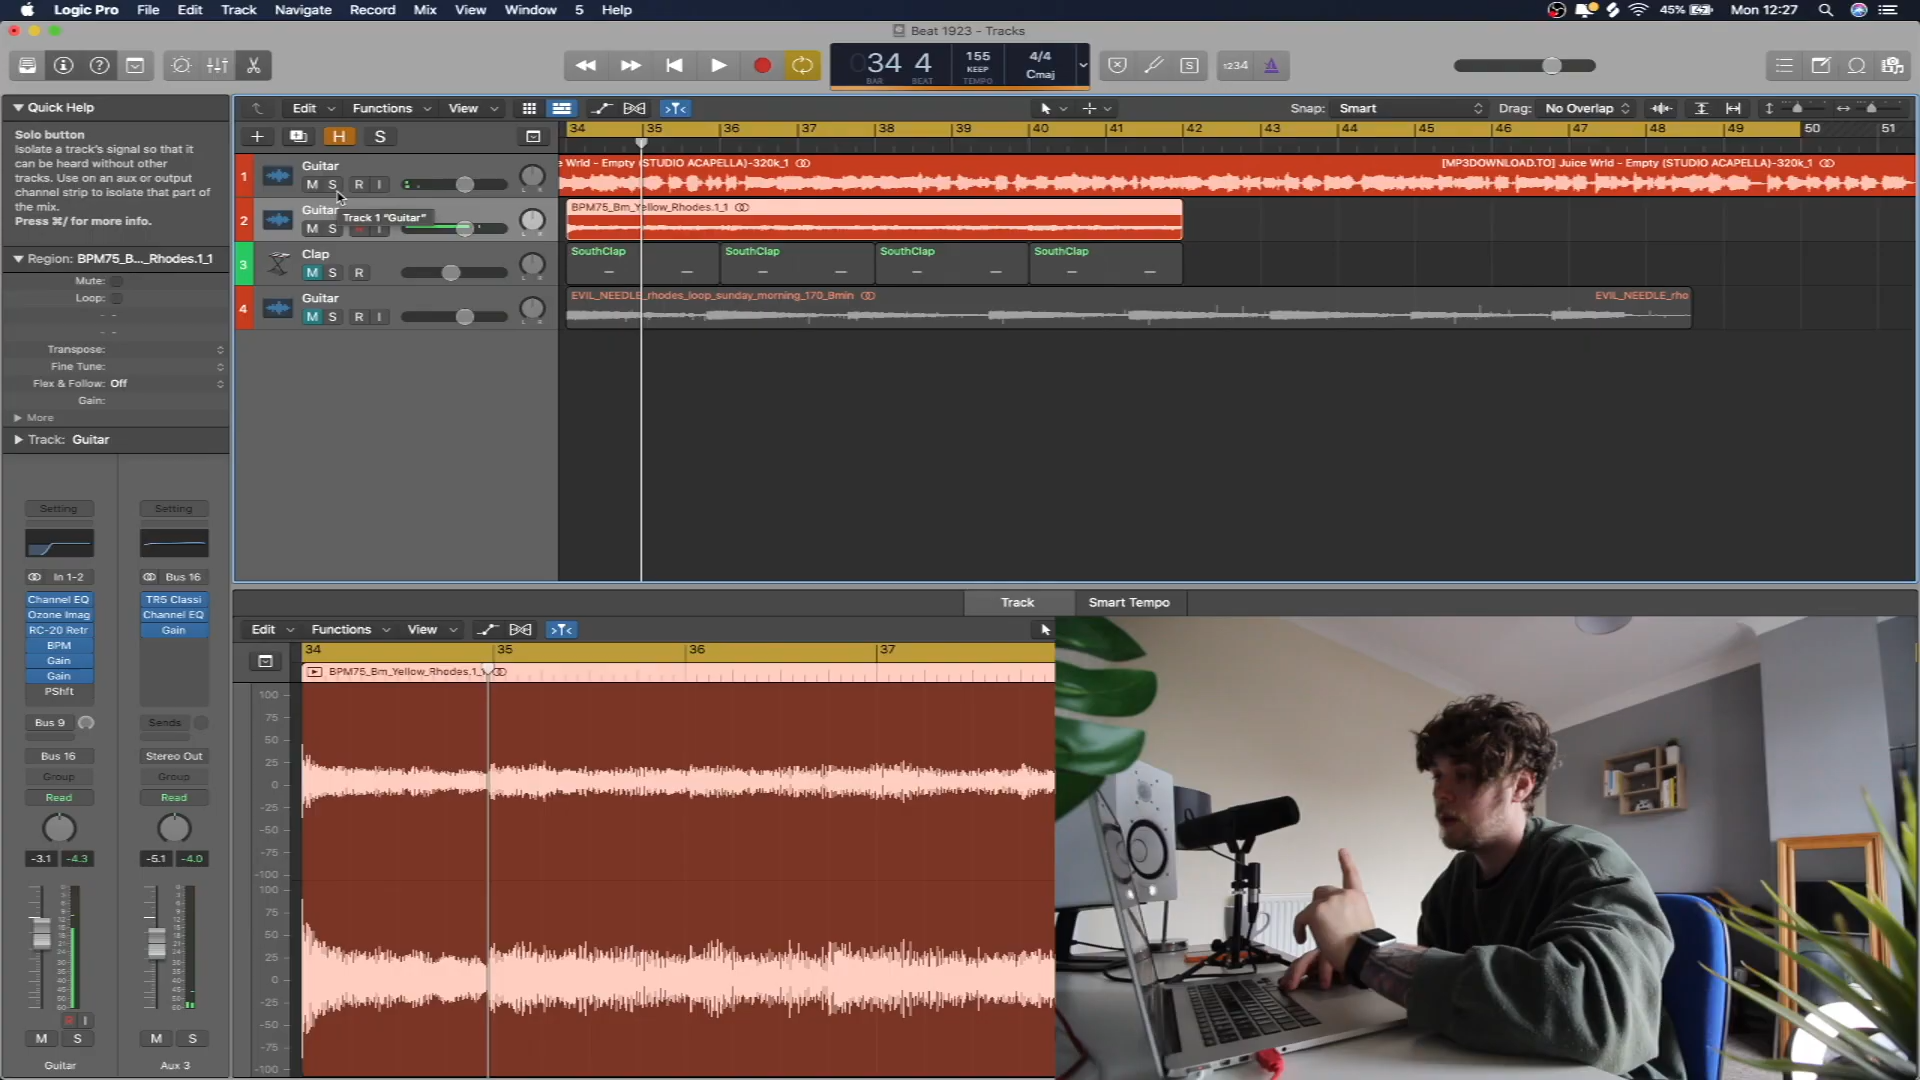 Logic Pro File Edit Track Navigate Record Mix View Window 5 Help
45% Mon 12:27
Beat 1923 - Tracks
34 4
BAR BEAT
155
KEEP
TEMPO
4/4
Cmaj
1234
Quick Help
Solo button
Isolate a track's signal so that it
can be heard without other
tracks. Use on an aux or output
channel strip to isolate that part of
the mix.
Press ⌘/ for more info.
Region: BPM75_B..._Rhodes.1_1
Mute:
Loop:
Transpose:
Fine Tune:
Flex & Follow: Off
Gain:
More
Track: Guitar
Edit Functions View
Snap: Smart
Drag: No Overlap
H S
34 35 36 37 38 39 40 41 42 43 44 45 46 47 48 49 50 51
1 Guitar
M S R I
e Wrld - Empty (STUDIO ACAPELLA)-320k_1
[MP3DOWNLOAD.TO] Juice Wrld - Empty (STUDIO ACAPELLA)-320k_1
2 Guitar
M S R I
Track 1 "Guitar"
BPM75_Bm_Yellow_Rhodes.1_1
3 Clap
M S R
SouthClap SouthClap SouthClap SouthClap
4 Guitar
M S R I
EVIL_NEEDLE_rhodes_loop_sunday_morning_170_Bmin
EVIL_NEEDLE_rho
Setting Setting
In 1-2 Bus 16
Channel EQ TR5 Classi
Ozone Imag Channel EQ
RC-20 Retr Gain
BPM
Gain
Gain
PShft
Bus 9 Sends
Bus 16 Stereo Out
Group Group
Read Read
-3.1 -4.3 -5.1 -4.0
R I
M S M S
Guitar Aux 3
Track Smart Tempo
Edit Functions View
34 35 36 37
BPM75_Bm_Yellow_Rhodes.1_1
100
75
50
25
0
-25
-50
-75
-100
100
75
50
25
0
-25
-50
-75
-100